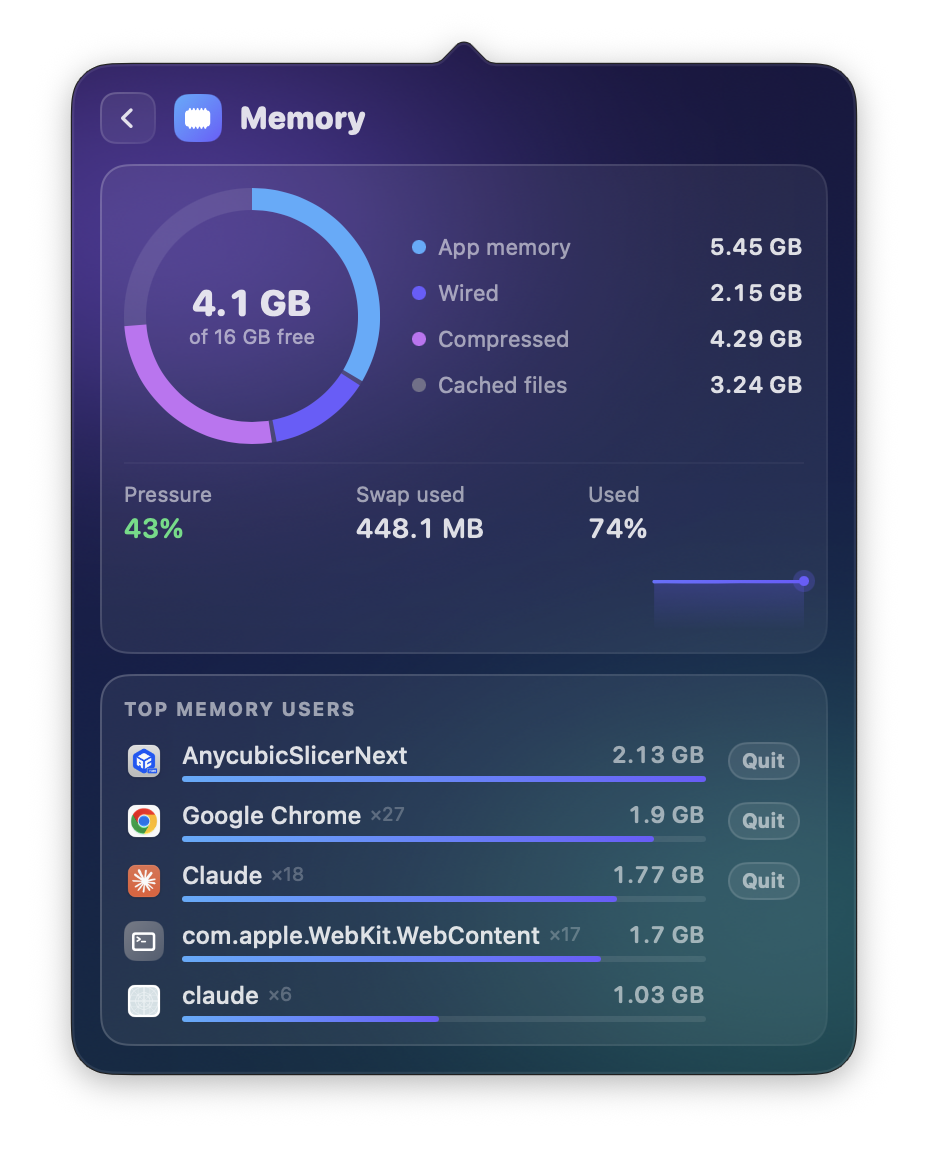 Memory
4.1 GB
of 16 GB free
App memory 5.45 GB
Wired 2.15 GB
Compressed 4.29 GB
Cached files 3.24 GB
Pressure Swap used Used
43% 448.1 MB 74%
TOP MEMORY USERS
AnycubicSlicerNext 2.13 GB Quit
Google Chrome ×27 1.9 GB Quit
Claude ×18 1.77 GB Quit
com.apple.WebKit.WebContent ×17 1.7 GB
claude ×6 1.03 GB